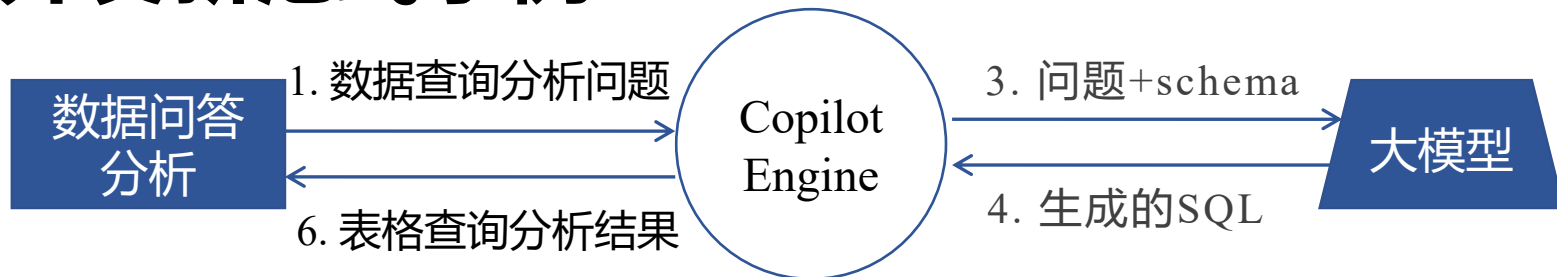 1. 数据查询分析问题
3. 问题+schema
数据问答
分析
Copilot
Engine
大模型
6. 表格查询分析结果
4. 生成的SQL